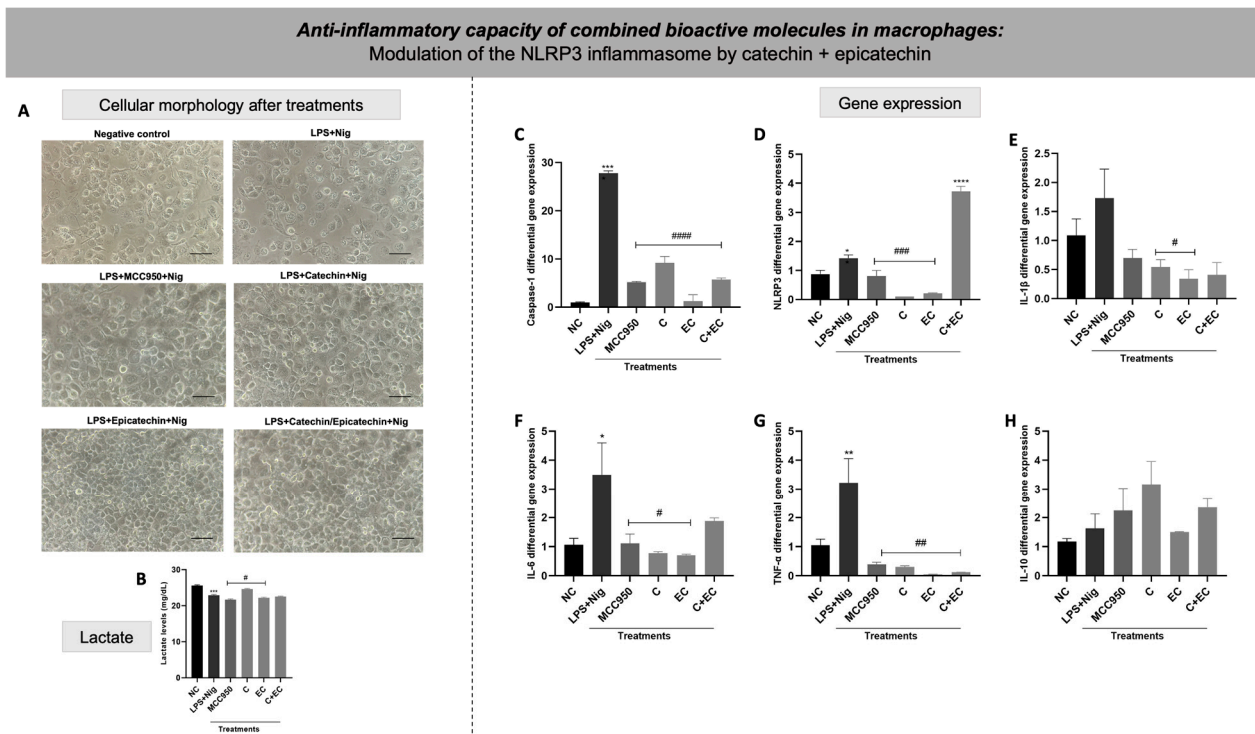 Anti-inflammatory capacity of combined bioactive molecules in macrophages:
Modulation of the NLRP3 inflammasome by catechin + epicatechin
A
Cellular morphology after treatments
Negative control
LPS+Nig
LPS+MCC950+Nig
LPS+Catechin+Nig
LPS+Epicatechin+Nig
LPS+Catechin/Epicatechin+Nig
B
Lactate
Lactate levels (mg/dL)
30
20
10
0
***
#
NC
LPS+Nig
MCC950
C
EC
C+EC
Treatments
Gene expression
C
Caspase-1 differential gene expression
30
20
10
0
***
*
####
NC
LPS+Nig
MCC950
C
EC
C+EC
Treatments
D
NLRP3 differential gene expression
5
4
3
2
1
0
*
*
###
****
NC
LPS+Nig
MCC950
C
EC
C+EC
Treatments
E
IL-1β differential gene expression
2.5
2.0
1.5
1.0
0.5
0.0
#
NC
LPS+Nig
MCC950
C
EC
C+EC
Treatments
F
IL-6 differential gene expression
5
4
3
2
1
0
*
#
NC
LPS+Nig
MCC950
C
EC
C+EC
Treatments
G
TNF-α differential gene expression
5
4
3
2
1
0
**
##
NC
LPS+Nig
MCC950
C
EC
C+EC
Treatments
H
IL-10 differential gene expression
5
4
3
2
1
0
NC
LPS+Nig
MCC950
C
EC
C+EC
Treatments